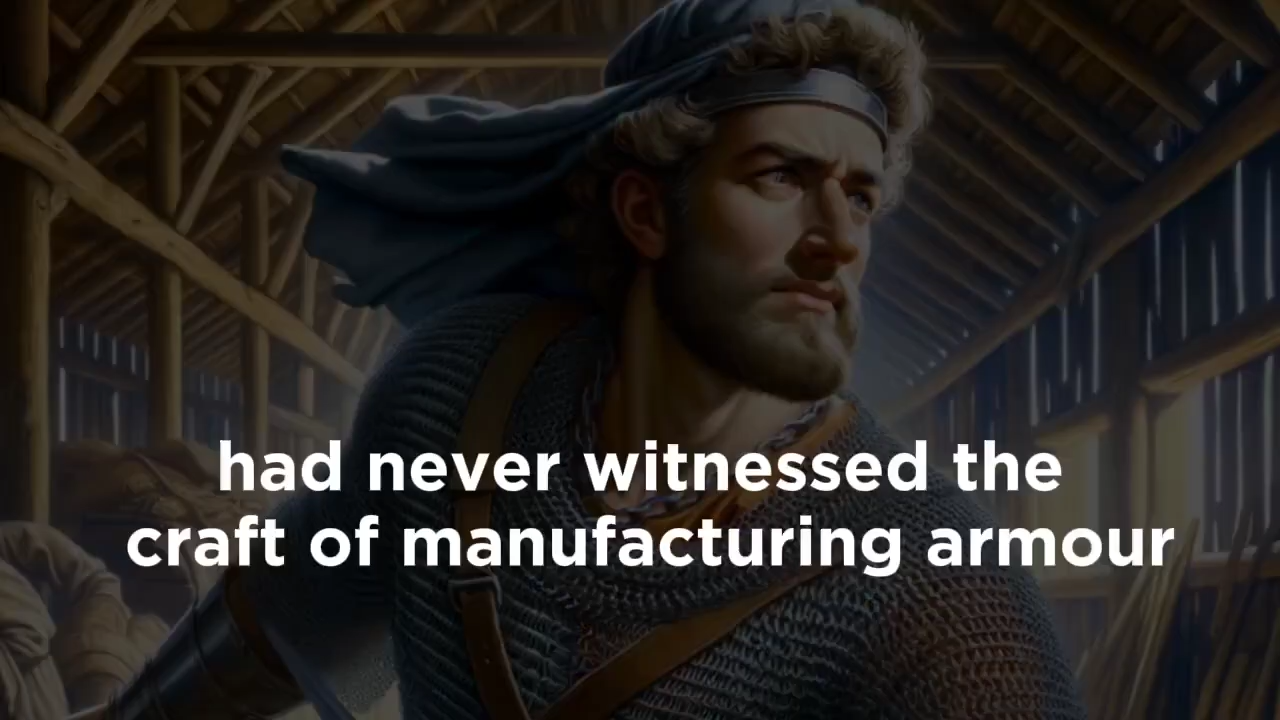 had never witnessed the
craft of manufacturing armour